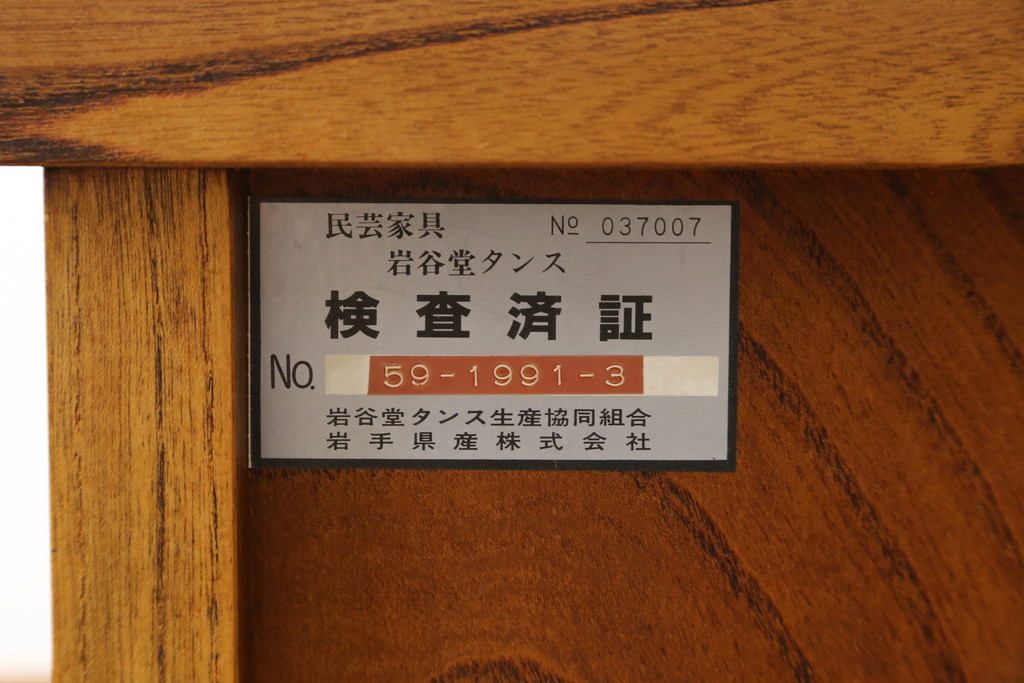 民芸家具 Nº 037007
岩谷堂タンス
検査済証
No. 59-1991-3
岩谷堂タンス生産協同組合
岩手県産株式会社